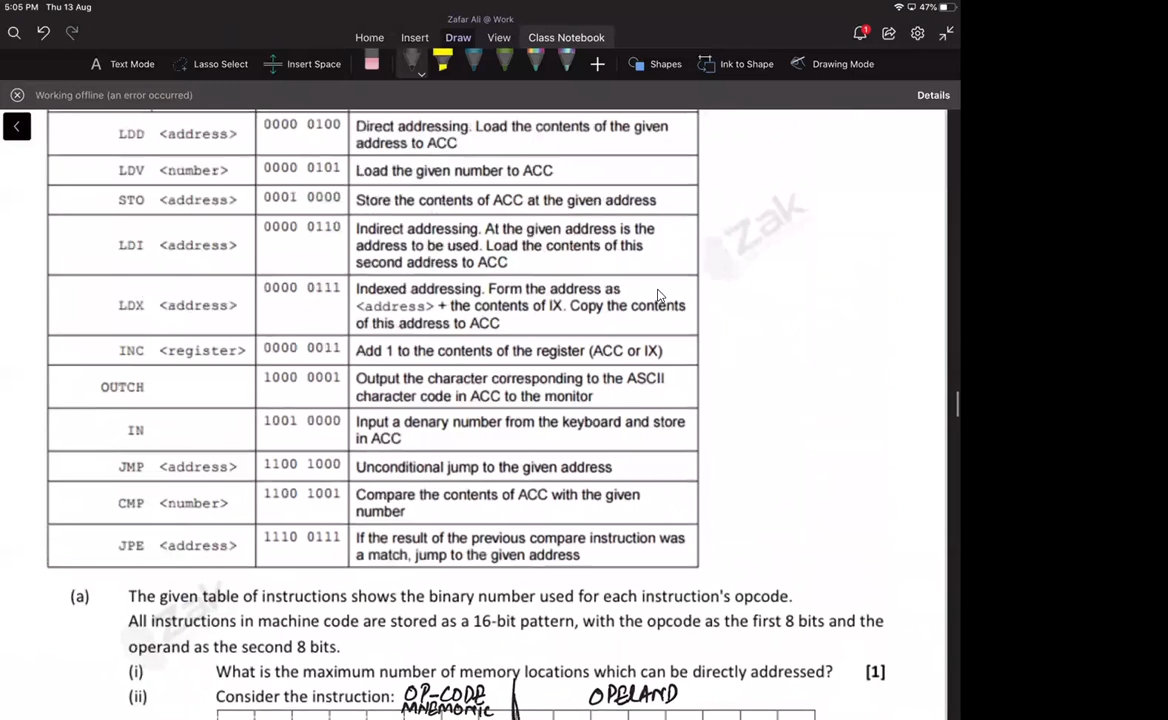 5:05 PM Thu 13 Aug
47%
Zafar Ali @ Work
Home Insert Draw View Class Notebook
1
A Text Mode Lasso Select Insert Space Shapes Ink to Shape Drawing Mode
Working offline (an error occurred) Details
LDD <address> 0000 0100 Direct addressing. Load the contents of the given
address to ACC
LDV <number> 0000 0101 Load the given number to ACC
STO <address> 0001 0000 Store the contents of ACC at the given address
LDI <address> 0000 0110 Indirect addressing. At the given address is the
address to be used. Load the contents of this
second address to ACC
LDX <address> 0000 0111 Indexed addressing. Form the address as
<address> + the contents of IX. Copy the contents
of this address to ACC
INC <register> 0000 0011 Add 1 to the contents of the register (ACC or IX)
OUTCH 1000 0001 Output the character corresponding to the ASCII
character code in ACC to the monitor
IN 1001 0000 Input a denary number from the keyboard and store
in ACC
JMP <address> 1100 1000 Unconditional jump to the given address
CMP <number> 1100 1001 Compare the contents of ACC with the given
number
JPE <address> 1110 0111 If the result of the previous compare instruction was
a match, jump to the given address
Zak
Zak
(a) The given table of instructions shows the binary number used for each instruction's opcode.
All instructions in machine code are stored as a 16-bit pattern, with the opcode as the first 8 bits and the
operand as the second 8 bits.
(i) What is the maximum number of memory locations which can be directly addressed? [1]
(ii) Consider the instruction: OP-CODE OPELAND
MNEMONIC